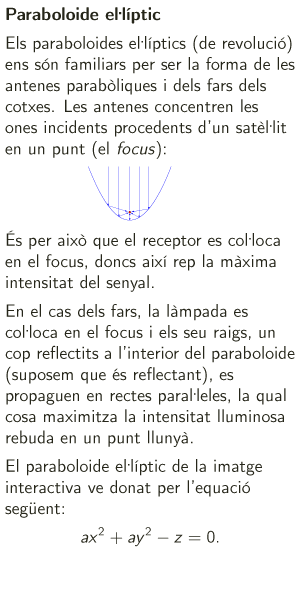 Paraboloide el·líptic
Els paraboloides el·líptics (de revolució)
ens són familiars per ser la forma de les
antenes parabòliques i dels fars dels
cotxes. Les antenes concentren les
ones incidents procedents d'un satèl·lit
en un punt (el focus):
És per això que el receptor es col·loca
en el focus, doncs així rep la màxima
intensitat del senyal.
En el cas dels fars, la làmpada es
col·loca en el focus i els seu raigs, un
cop reflectits a l'interior del paraboloide
(suposem que és reflectant), es
propaguen en rectes paral·leles, la qual
cosa maximitza la intensitat lluminosa
rebuda en un punt llunyà.
El paraboloide el·líptic de la imatge
interactiva ve donat per l'equació
següent:
ax² + ay² − z = 0.